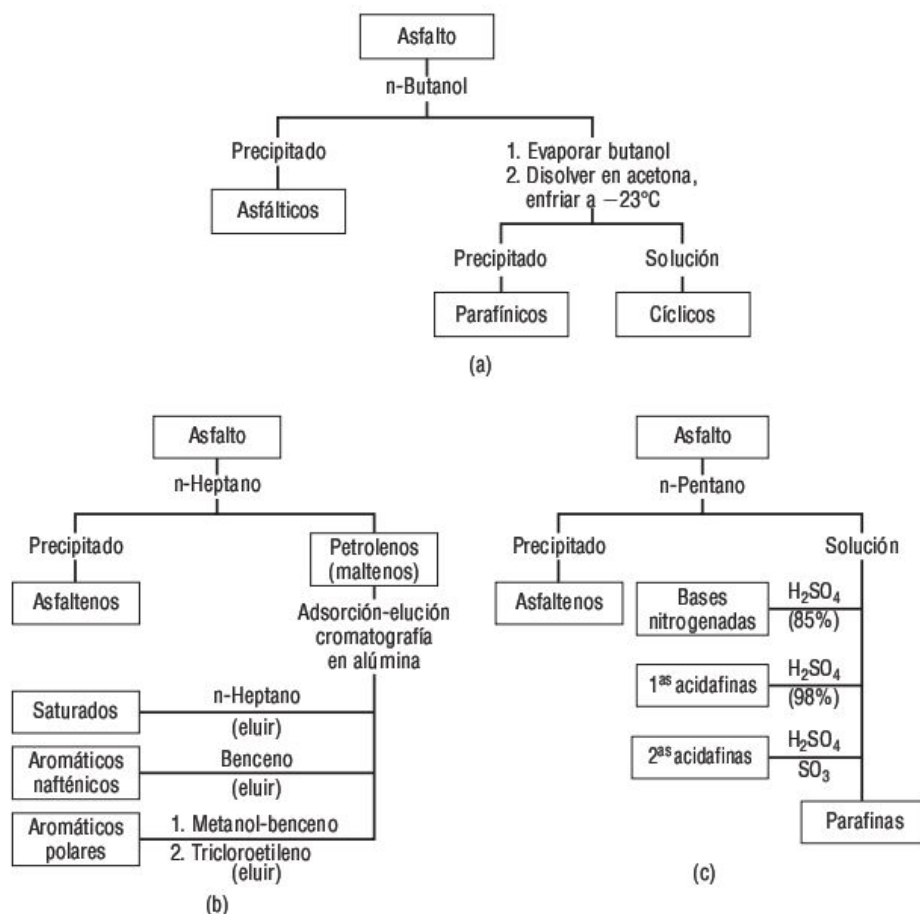 Asfalto
n-Butanol
Precipitado
Asfálticos
1. Evaporar butanol
2. Disolver en acetona,
enfriar a −23°C
Precipitado
Solución
Parafínicos
Cíclicos
(a)
Asfalto
n-Heptano
Precipitado
Asfaltenos
Petrolenos
(maltenos)
Adsorción-elución
cromatografía
en alúmina
Saturados
n-Heptano
(eluir)
Aromáticos
nafténicos
Benceno
(eluir)
Aromáticos
polares
1. Metanol-benceno
2. Tricloroetileno
(eluir)
(b)
Asfalto
n-Pentano
Precipitado
Solución
Asfaltenos
Bases
nitrogenadas
H₂SO₄
(85%)
1ᵃˢ acidafinas
H₂SO₄
(98%)
2ᵃˢ acidafinas
H₂SO₄
SO₃
Parafinas
(c)